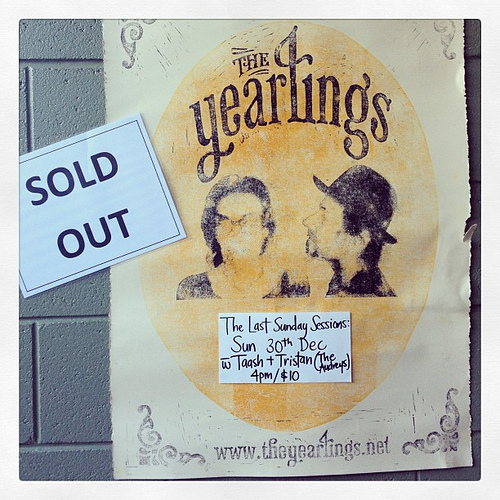 SOLD
OUT
THE
yearlings
The Last Sunday Sessions:
Sun 30th Dec
w Taash + Tristan (The Audreys)
4pm / $10
www.theyearlings.net